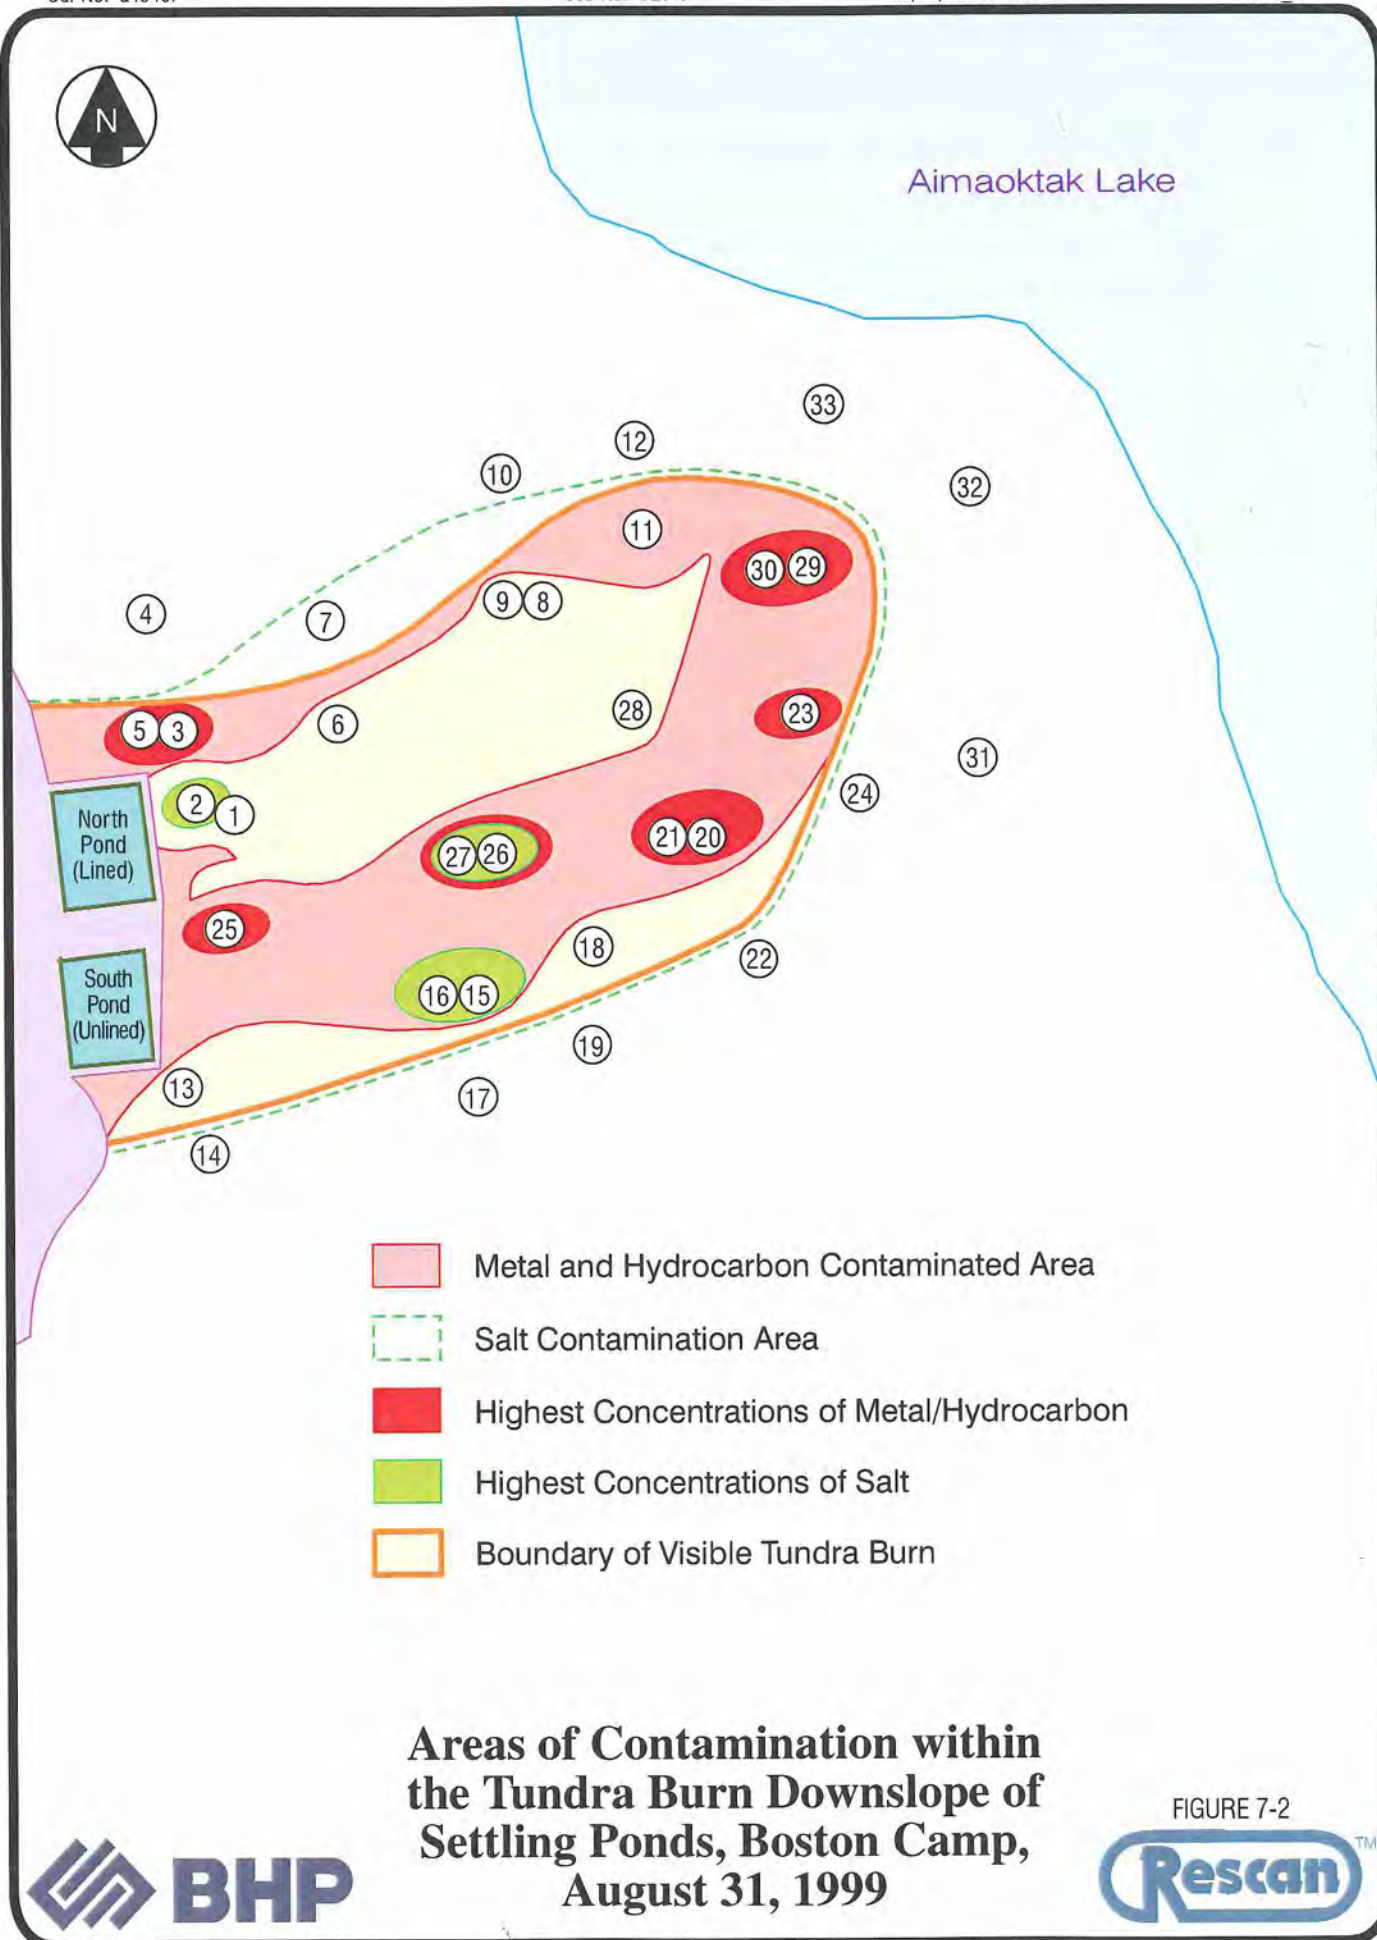 N
Aimaoktak Lake
33
12
10
32
11
30 29
9 8
4
7
28
23
5 3
6
31
24
2 1
North
Pond
(Lined)
21 20
27 26
25
18
22
South
Pond
(Unlined)
16 15
19
13
17
14
Metal and Hydrocarbon Contaminated Area
Salt Contamination Area
Highest Concentrations of Metal/Hydrocarbon
Highest Concentrations of Salt
Boundary of Visible Tundra Burn
Areas of Contamination within
the Tundra Burn Downslope of
Settling Ponds, Boston Camp,
August 31, 1999
FIGURE 7-2
BHP
Rescan TM